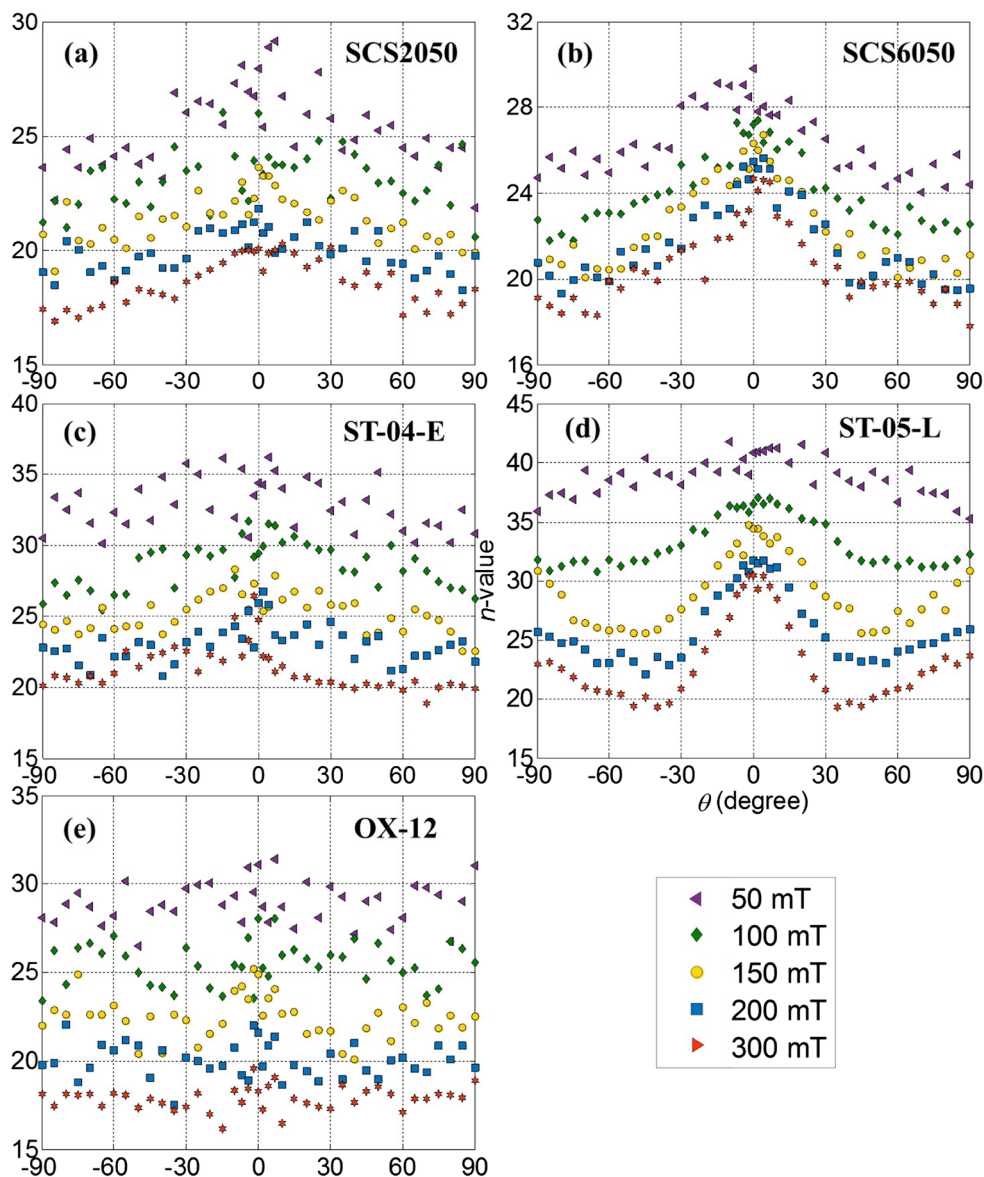 30
25
20
15
(a)
SCS2050
-90 -60 -30 0 30 60 90
32
28
24
20
16
(b)
SCS6050
-90 -60 -30 0 30 60 90
40
35
30
25
20
15
(c)
ST-04-E
-90 -60 -30 0 30 60 90
45
40
35
30
25
20
15
n-value
(d)
ST-05-L
-90 -60 -30 0 30 60 90
θ (degree)
35
30
25
20
15
(e)
OX-12
-90 -60 -30 0 30 60 90
50 mT
100 mT
150 mT
200 mT
300 mT